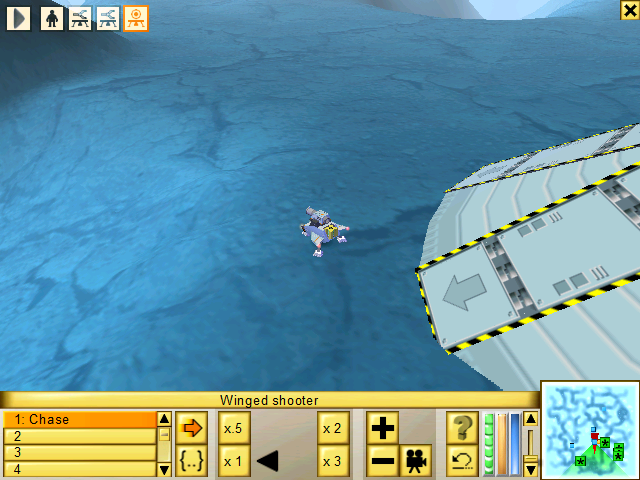 Winged shooter
1: Chase
2
3
4
{..}
x.5
x 1
x 2
x 3
?